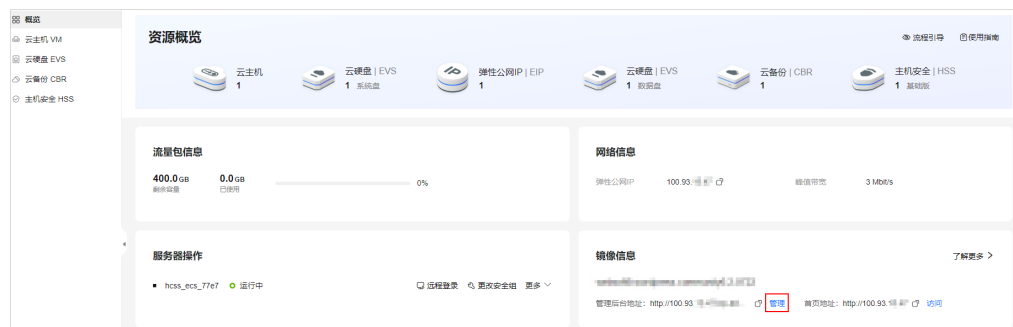 概览
云主机 VM
云硬盘 EVS
云备份 CBR
主机安全 HSS
资源概览
流程引导 使用指南
云主机 云硬盘 | EVS 弹性公网IP | EIP 云硬盘 | EVS 云备份 | CBR 主机安全 | HSS
1 1 系统盘 1 1 数据盘 1 1 基础版
流量包信息
400.0 GB 0.0 GB
剩余容量 已使用
0%
网络信息
弹性公网IP 100.93. 峰值带宽 3 Mbit/s
服务器操作
hcss_ecs_77e7 运行中 远程登录 更改安全组 更多
镜像信息 了解更多
管理后台地址: http://100.93 管理 首页地址: http://100.93. 访问